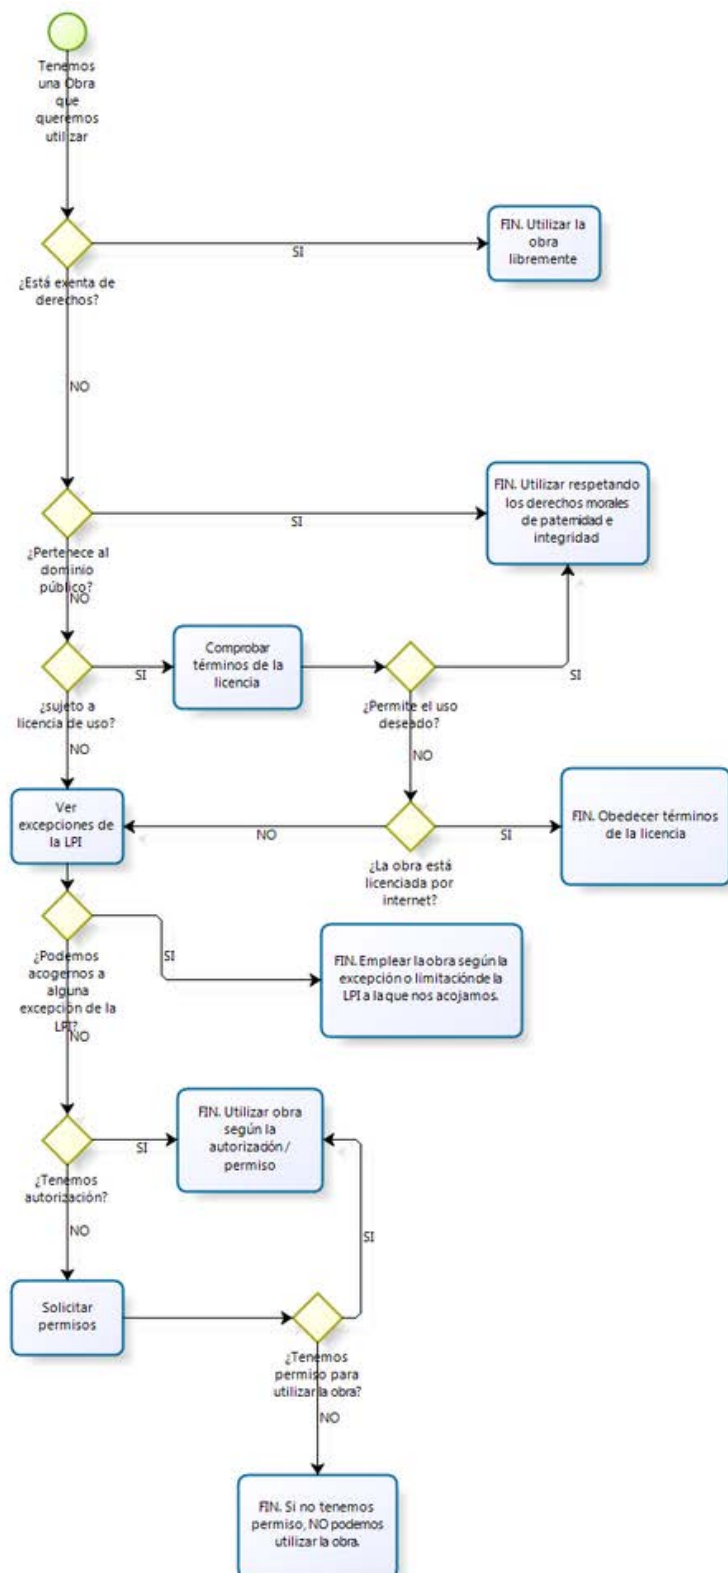 Tenemos
una Obra
que
queremos
utilizar
FIN. Utilizar la
obra
libremente
SI
¿Está exenta de
derechos?
NO
FIN. Utilizar respetando
los derechos morales
de paternidad e
integridad
SI
¿Pertenece al
dominio
público?
NO
Comprobar
términos de la
licencia
SI
SI
¿sujeto a
licencia de uso?
¿Permite el uso
deseado?
NO
NO
Ver
excepciones de
la LPI
FIN. Obedecer términos
de la licencia
NO
SI
¿La obra está
licenciada por
internet?
¿Podemos
acogernos a
alguna
excepción de la
LPI?
SI
FIN. Emplear la obra según la
excepción o limitaciónde la
LPI a la que nos acojamos.
NO
FIN. Utilizar obra
según la
autorización /
permiso
SI
¿Tenemos
autorización?
NO
SI
Solicitar
permisos
¿Tenemos
permiso para
utilizar la obra?
NO
FIN. Si no tenemos
permiso, NO podemos
utilizar la obra.